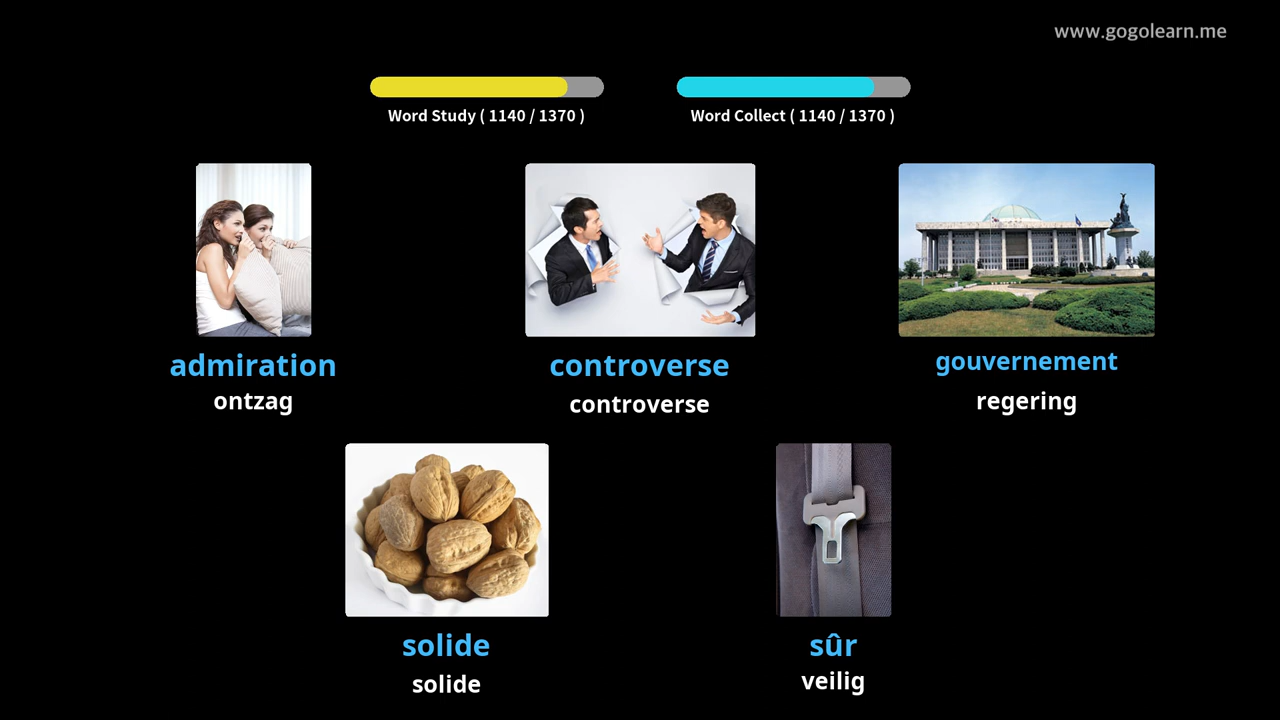 www.gogolearn.me
Word Study ( 1140 / 1370 )
Word Collect ( 1140 / 1370 )
admiration
ontzag
controverse
controverse
gouvernement
regering
solide
solide
sûr
veilig